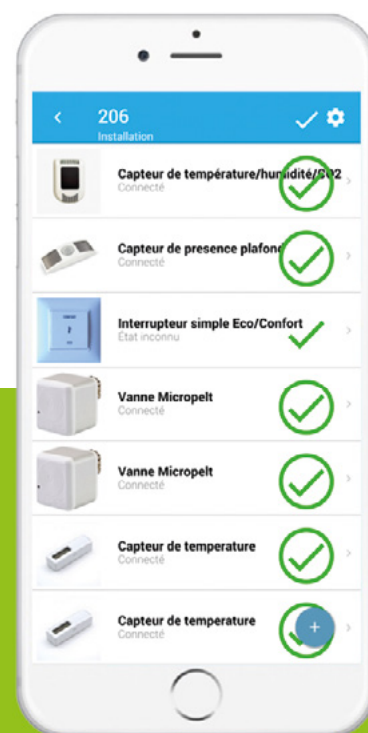 206
Installation
Capteur de température/humidité/CO2
Connecté
Capteur de presence plafond
Connecté
Interrupteur simple Eco/Confort
État inconnu
Vanne Micropelt
Connecté
Vanne Micropelt
Connecté
Capteur de temperature
Connecté
Capteur de temperature
Connecté